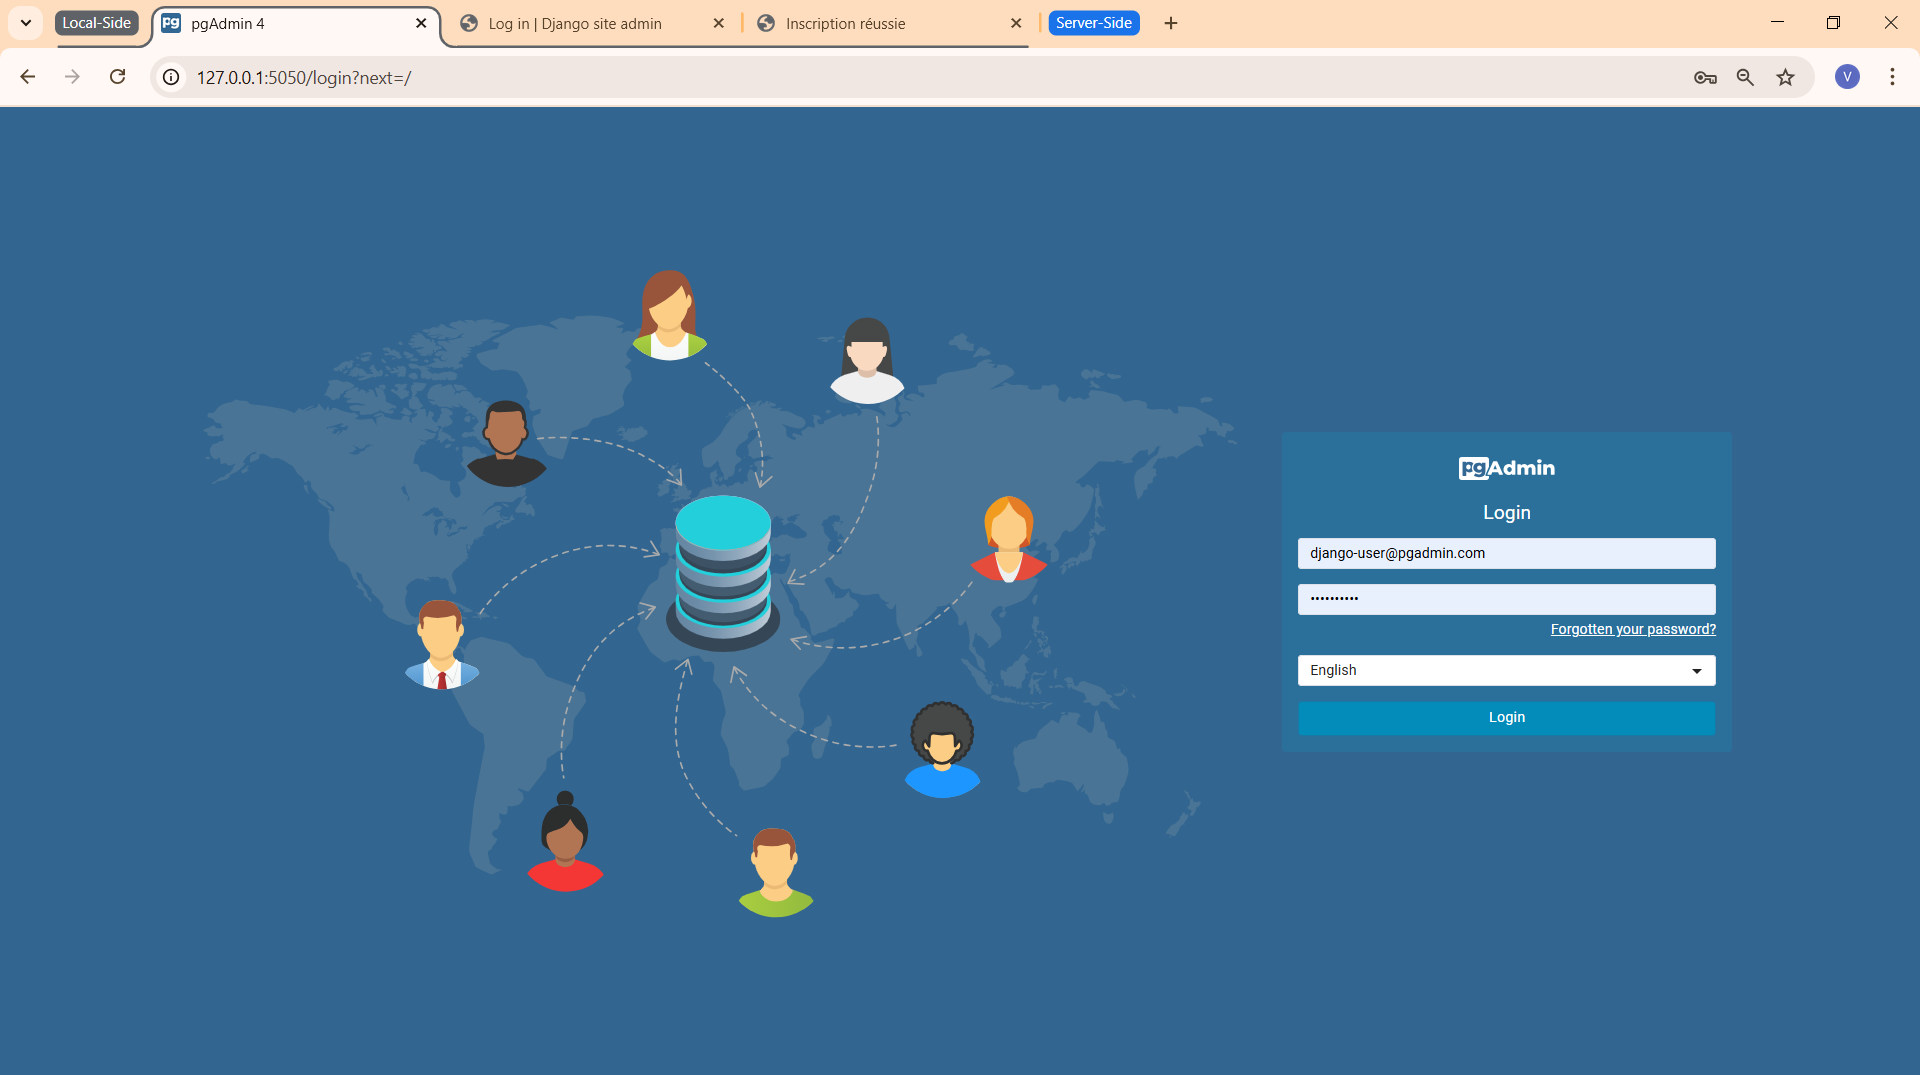 Local-Side
pg pgAdmin 4
Log in | Django site admin
Inscription réussie
Server-Side
127.0.0.1:5050/login?next=/
V
pgAdmin
Login
django-user@pgadmin.com
••••••••••
Forgotten your password?
English
Login